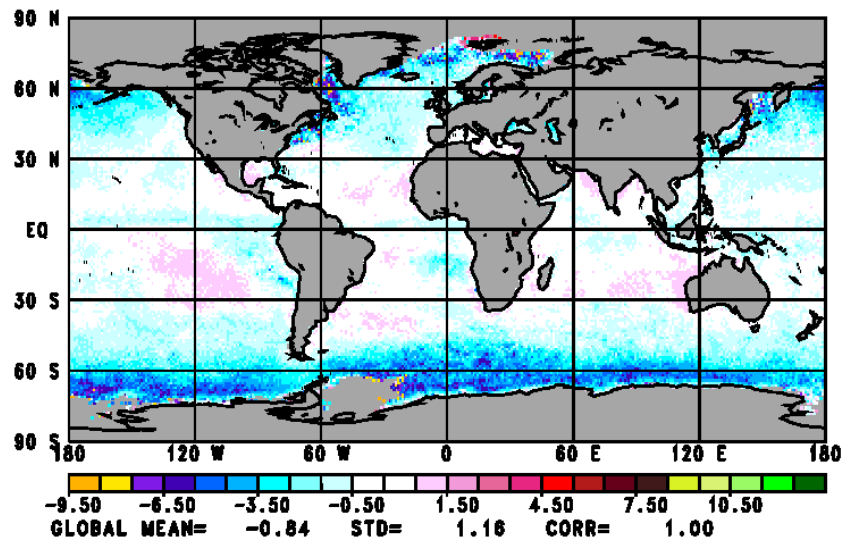 90 N
60 N
30 N
EQ
30 S
60 S
90 S
180 120 W 60 W 0 60 E 120 E 180
-9.50 -6.50 -3.50 -0.50 1.50 4.50 7.50 10.50
GLOBAL MEAN= -0.84 STD= 1.16 CORR= 1.00